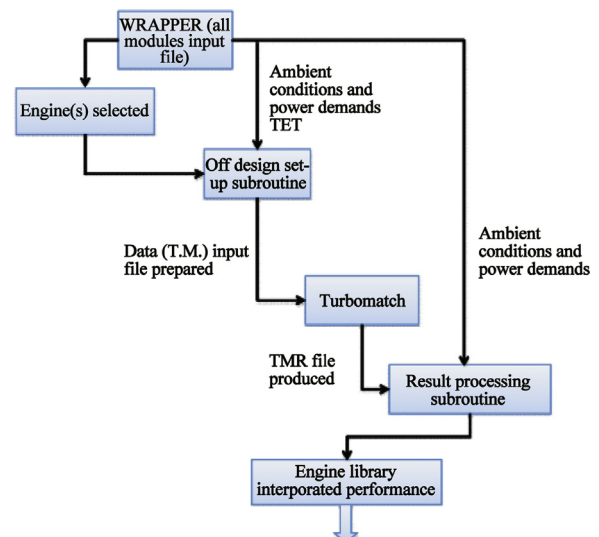 WRAPPER (all
modules input
file)
Engine(s) selected
Ambient
conditions and
power demands
TET
Off design set-
up subroutine
Data (T.M.) input
file prepared
Ambient
conditions and
power demands
Turbomatch
TMR file
produced
Result processing
subroutine
Engine library
interporated performance